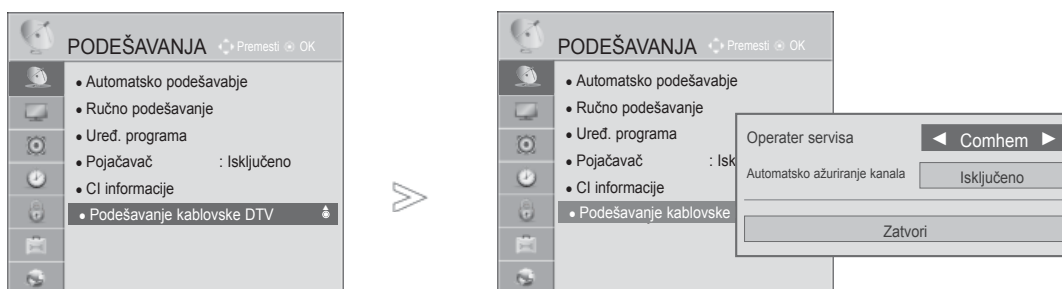 PODEŠAVANJA Premesti OK
• Automatsko podešavabje
• Ručno podešavanje
• Uređ. programa
• Pojačavač : Isključeno
• CI informacije
• Podešavanje kablovske DTV
PODEŠAVANJA Premesti OK
• Automatsko podešavabje
• Ručno podešavanje
• Uređ. programa
• Pojačavač : Isk
• CI informacije
• Podešavanje kablovske
Operater servisa ◄ Comhem ►
Automatsko ažuriranje kanala Isključeno
Zatvori